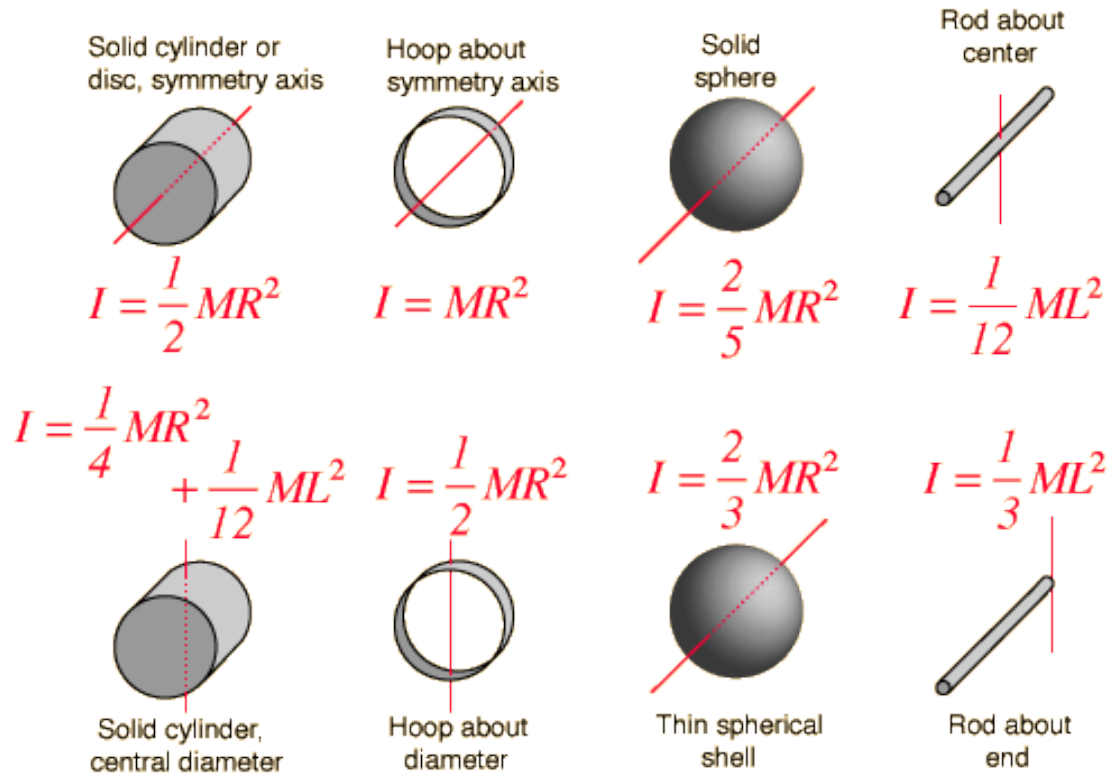 Solid cylinder or
disc, symmetry axis
I = 1/2 MR²
Hoop about
symmetry axis
I = MR²
Solid
sphere
I = 2/5 MR²
Rod about
center
I = 1/12 ML²
I = 1/4 MR²
+ 1/12 ML²
Solid cylinder,
central diameter
I = 1/2 MR²
Hoop about
diameter
I = 2/3 MR²
Thin spherical
shell
I = 1/3 ML²
Rod about
end